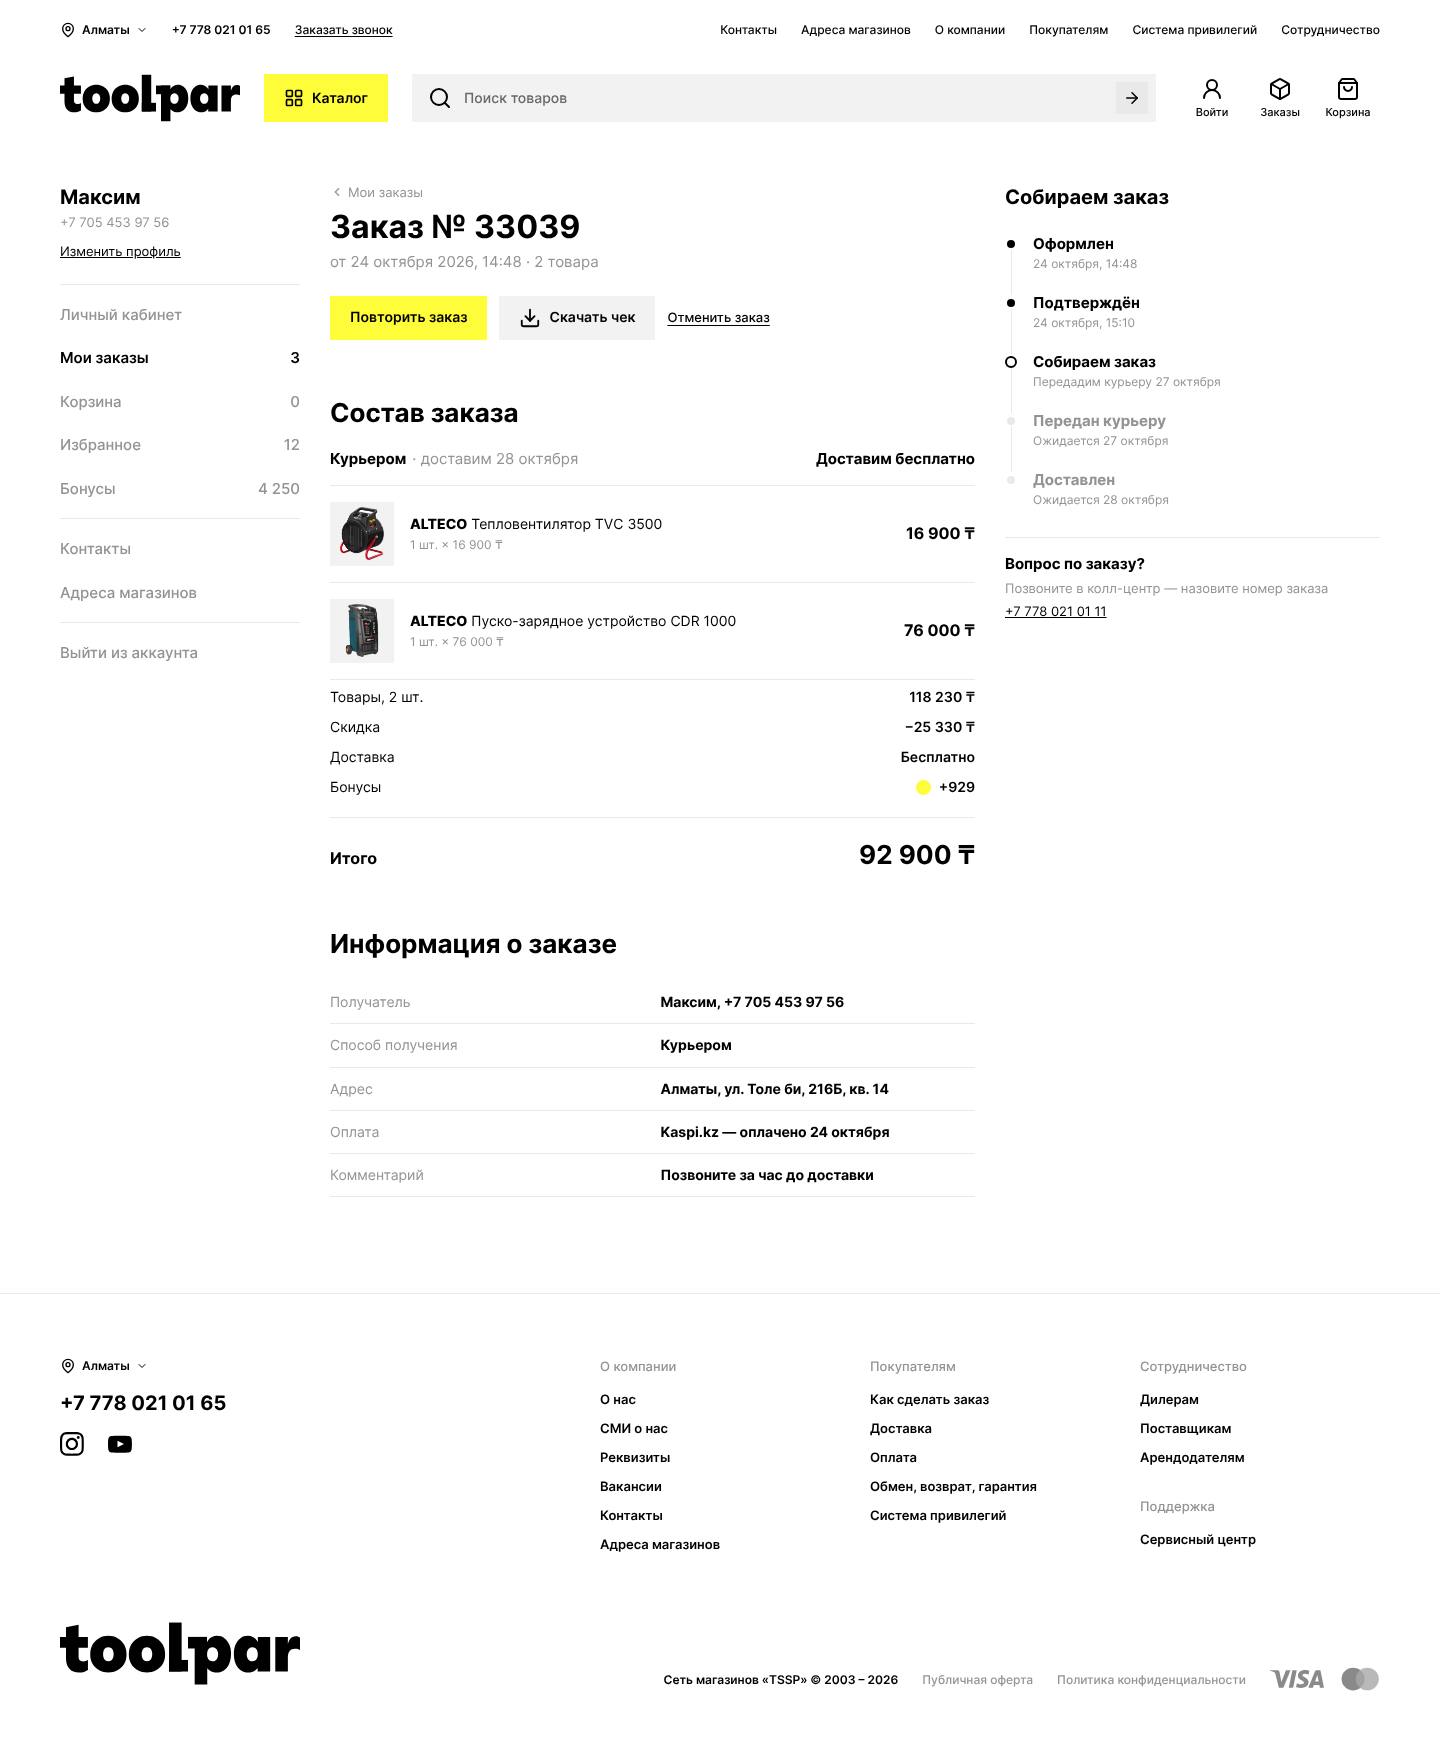 Алматы
+7 778 021 01 65
Заказать звонок
Контакты
Адреса магазинов
О компании
Покупателям
Система привилегий
Сотрудничество
toolpar
Каталог
Поиск товаров
Войти
Заказы
Корзина
Максим
+7 705 453 97 56
Изменить профиль
Личный кабинет
Мои заказы 3
Корзина 0
Избранное 12
Бонусы 4 250
Контакты
Адреса магазинов
Выйти из аккаунта
Мои заказы
Заказ № 33039
от 24 октября 2026, 14:48 · 2 товара
Повторить заказ
Скачать чек
Отменить заказ
Состав заказа
Курьером · доставим 28 октября Доставим бесплатно
ALTECO Тепловентилятор TVC 3500
1 шт. × 16 900 ₸
16 900 ₸
ALTECO Пуско-зарядное устройство CDR 1000
1 шт. × 76 000 ₸
76 000 ₸
Товары, 2 шт. 118 230 ₸
Скидка −25 330 ₸
Доставка Бесплатно
Бонусы +929
Итого 92 900 ₸
Информация о заказе
Получатель Максим, +7 705 453 97 56
Способ получения Курьером
Адрес Алматы, ул. Толе би, 216Б, кв. 14
Оплата Kaspi.kz — оплачено 24 октября
Комментарий Позвоните за час до доставки
Собираем заказ
Оформлен
24 октября, 14:48
Подтверждён
24 октября, 15:10
Собираем заказ
Передадим курьеру 27 октября
Передан курьеру
Ожидается 27 октября
Доставлен
Ожидается 28 октября
Вопрос по заказу?
Позвоните в колл-центр — назовите номер заказа
+7 778 021 01 11
Алматы
+7 778 021 01 65
О компании
О нас
СМИ о нас
Реквизиты
Вакансии
Контакты
Адреса магазинов
Покупателям
Как сделать заказ
Доставка
Оплата
Обмен, возврат, гарантия
Система привилегий
Сотрудничество
Дилерам
Поставщикам
Арендодателям
Поддержка
Сервисный центр
toolpar
Сеть магазинов «TSSP» © 2003 – 2026
Публичная оферта
Политика конфиденциальности
VISA